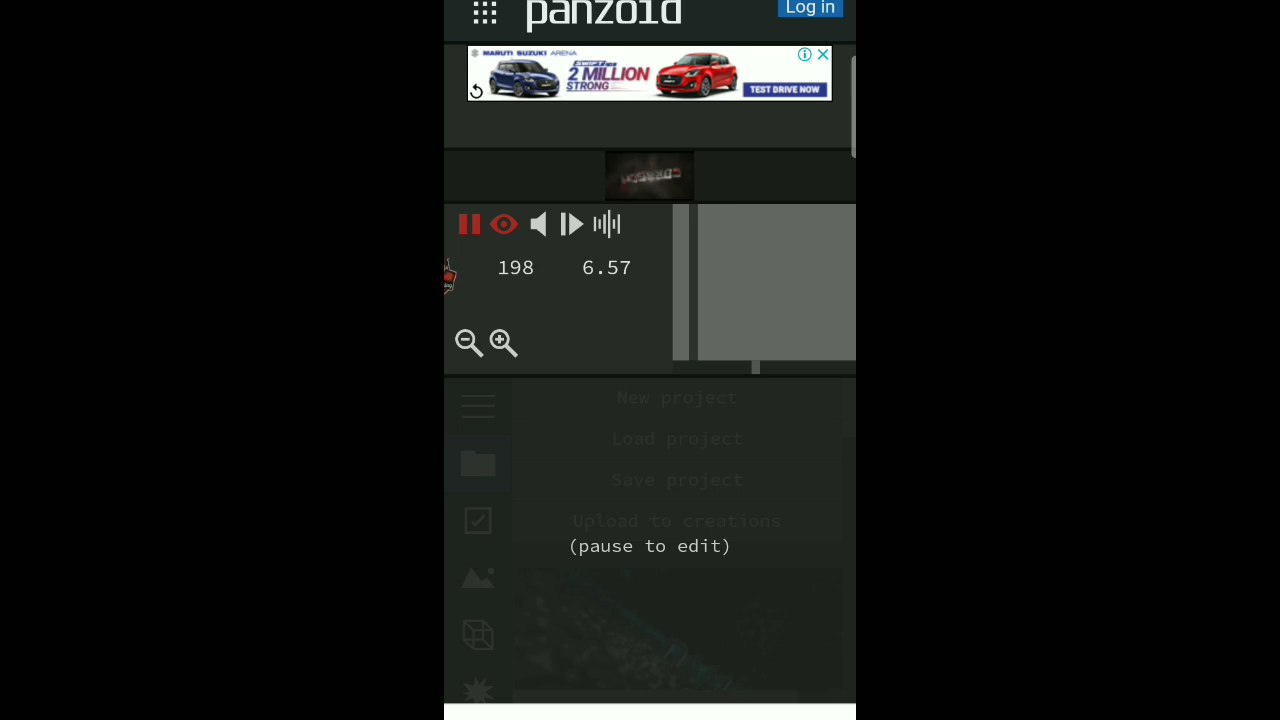 panzoid
Log in
MARUTI SUZUKI ARENA
SWIFT
2 MILLION
STRONG
TEST DRIVE NOW
198 6.57
New project
Load project
Save project
Upload to creations
(pause to edit)